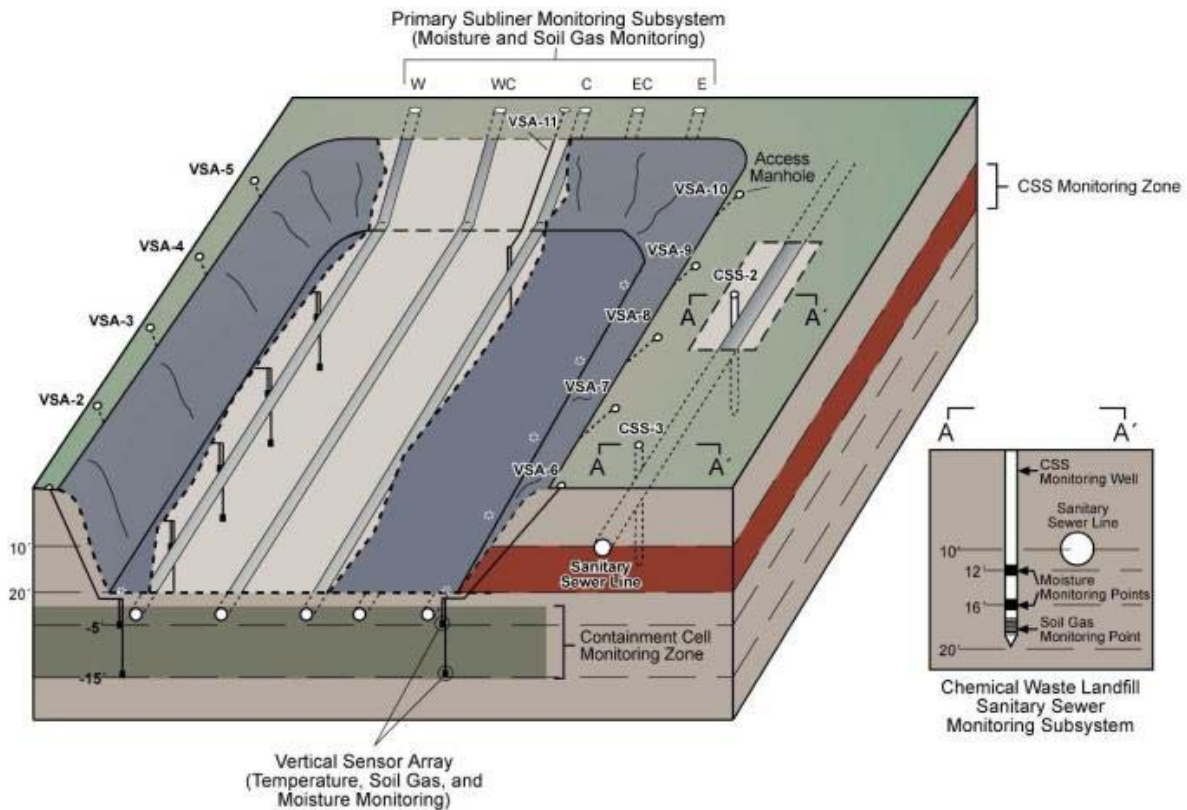 Primary Subliner Monitoring Subsystem
(Moisture and Soil Gas Monitoring)
W WC C EC E
VSA-11
VSA-5
VSA-10
Access
Manhole
CSS Monitoring Zone
VSA-4
VSA-9
CSS-2
A A´
VSA-3
VSA-8
VSA-2
VSA-7
CSS-3
A A´
VSA-6
10´
Sanitary
Sewer Line
20´
-5´
Containment Cell
Monitoring Zone
-15´
Vertical Sensor Array
(Temperature, Soil Gas, and
Moisture Monitoring)
A A´
CSS
Monitoring Well
Sanitary
Sewer Line
10´
12´
Moisture
Monitoring Points
16´
Soil Gas
Monitoring Point
20´
Chemical Waste Landfill
Sanitary Sewer
Monitoring Subsystem